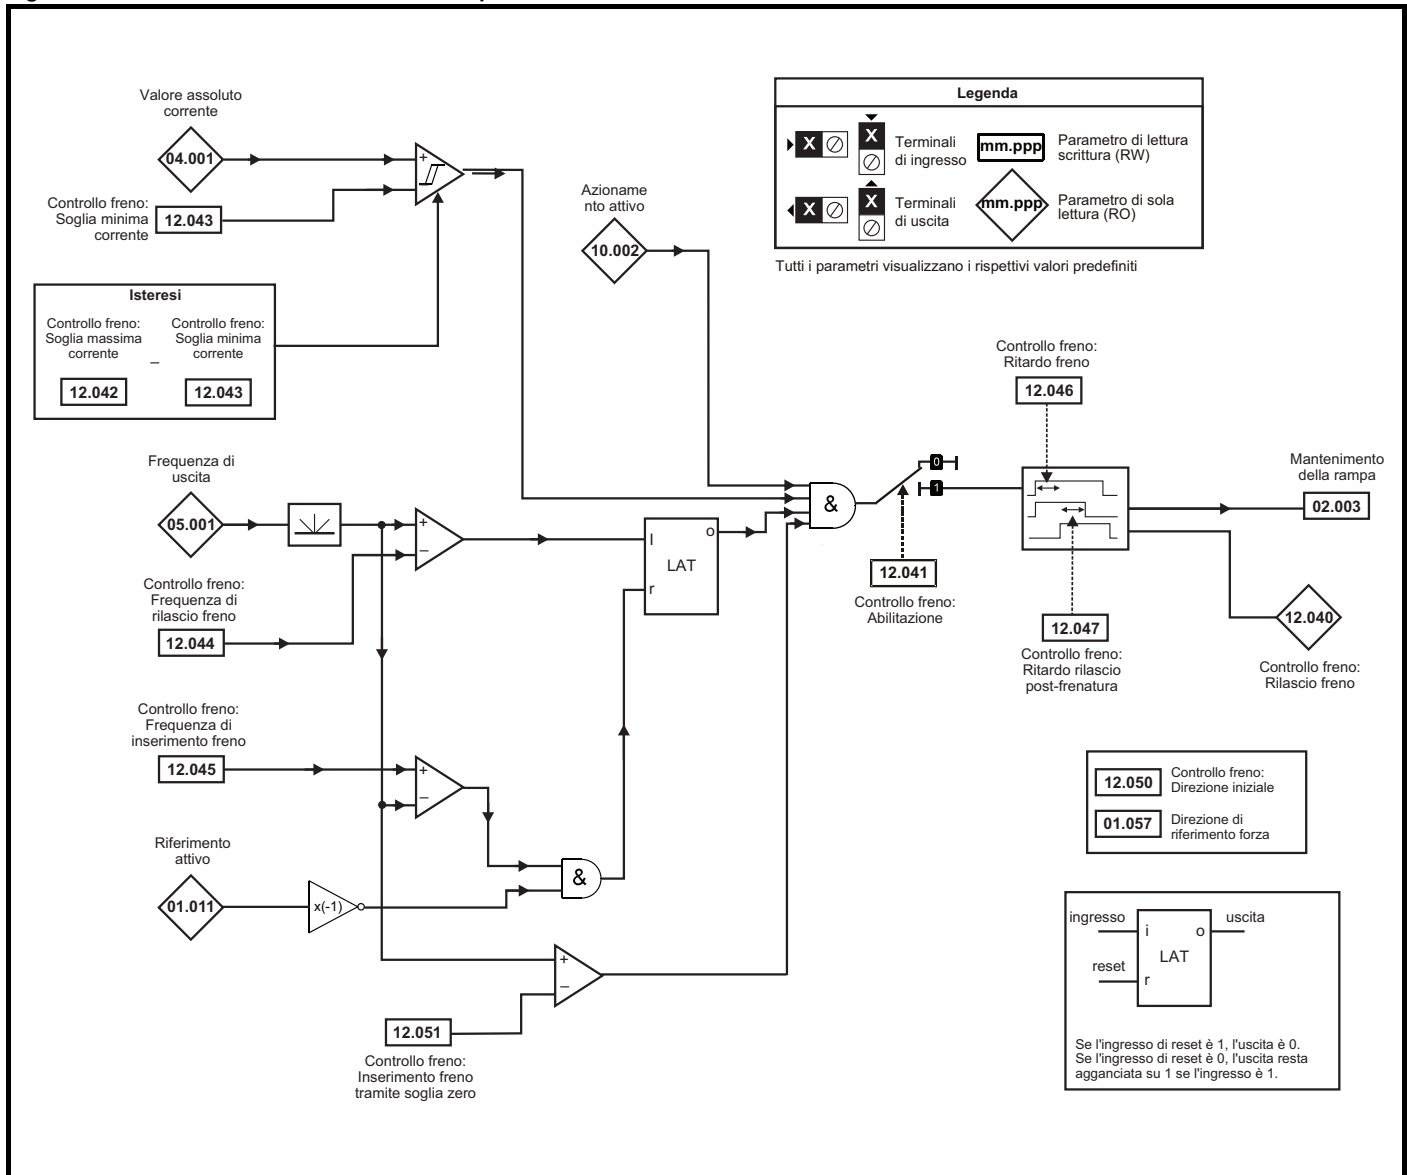 Valore assoluto
corrente
04.001
Controllo freno:
Soglia minima
corrente
12.043
+
Isteresi
Controllo freno:
Soglia massima
corrente
12.042
–
Controllo freno:
Soglia minima
corrente
12.043
Azioname
nto attivo
10.002
Legenda
X
X
Terminali
di ingresso
mm.ppp
Parametro di lettura
scrittura (RW)
X
X
Terminali
di uscita
mm.ppp
Parametro di sola
lettura (RO)
Tutti i parametri visualizzano i rispettivi valori predefiniti
Frequenza di
uscita
05.001
+
–
Controllo freno:
Frequenza di
rilascio freno
12.044
I
o
LAT
r
&
0
1
12.041
Controllo freno:
Abilitazione
Controllo freno:
Ritardo freno
12.046
12.047
Controllo freno:
Ritardo rilascio
post-frenatura
Mantenimento
della rampa
02.003
12.040
Controllo freno:
Rilascio freno
Controllo freno:
Frequenza di
inserimento freno
12.045
+
–
Riferimento
attivo
01.011
x(-1)
&
+
–
12.051
Controllo freno:
Inserimento freno
tramite soglia zero
12.050
Controllo freno:
Direzione iniziale
01.057
Direzione di
riferimento forza
ingresso
uscita
i
o
LAT
reset
r
Se l'ingresso di reset è 1, l'uscita è 0.
Se l'ingresso di reset è 0, l'uscita resta
agganciata su 1 se l'ingresso è 1.